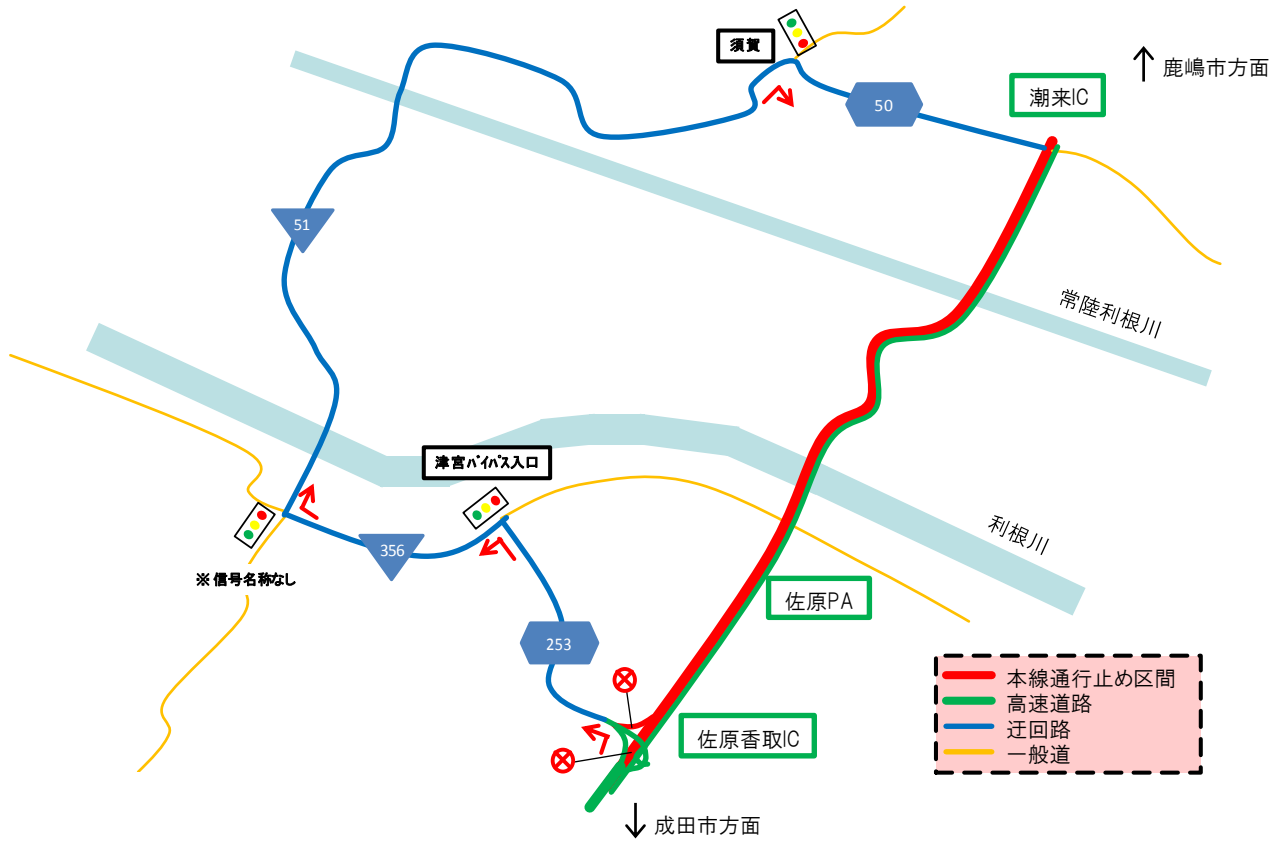 須賀
↑ 鹿嶋市方面
潮来IC
50
51
常陸利根川
津宮バイパス入口
利根川
356
※信号名称なし
佐原PA
253
佐原香取IC
本線通行止め区間
高速道路
迂回路
一般道
↓ 成田市方面